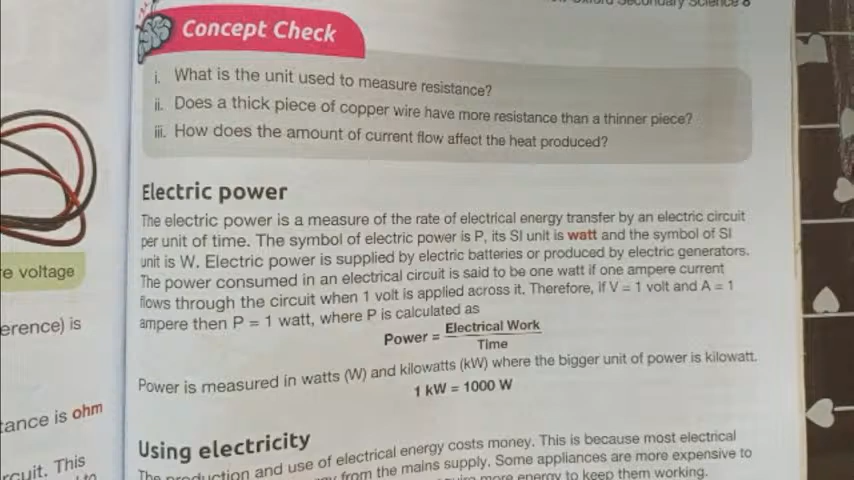 Oxford Secondary Science 8
Concept Check
i. What is the unit used to measure resistance?
ii. Does a thick piece of copper wire have more resistance than a thinner piece?
iii. How does the amount of current flow affect the heat produced?
Electric power
The electric power is a measure of the rate of electrical energy transfer by an electric circuit
per unit of time. The symbol of electric power is P, its SI unit is watt and the symbol of SI
unit is W. Electric power is supplied by electric batteries or produced by electric generators.
The power consumed in an electrical circuit is said to be one watt if one ampere current
flows through the circuit when 1 volt is applied across it. Therefore, if V = 1 volt and A = 1
ampere then P = 1 watt, where P is calculated as
Power = Electrical Work
Time
Power is measured in watts (W) and kilowatts (kW) where the bigger unit of power is kilowatt.
1 kW = 1000 W
Using electricity
The production and use of electrical energy costs money. This is because most electrical
from the mains supply. Some appliances are more expensive to
more energy to keep them working.
e voltage
erence) is
tance is ohm
rcuit. This